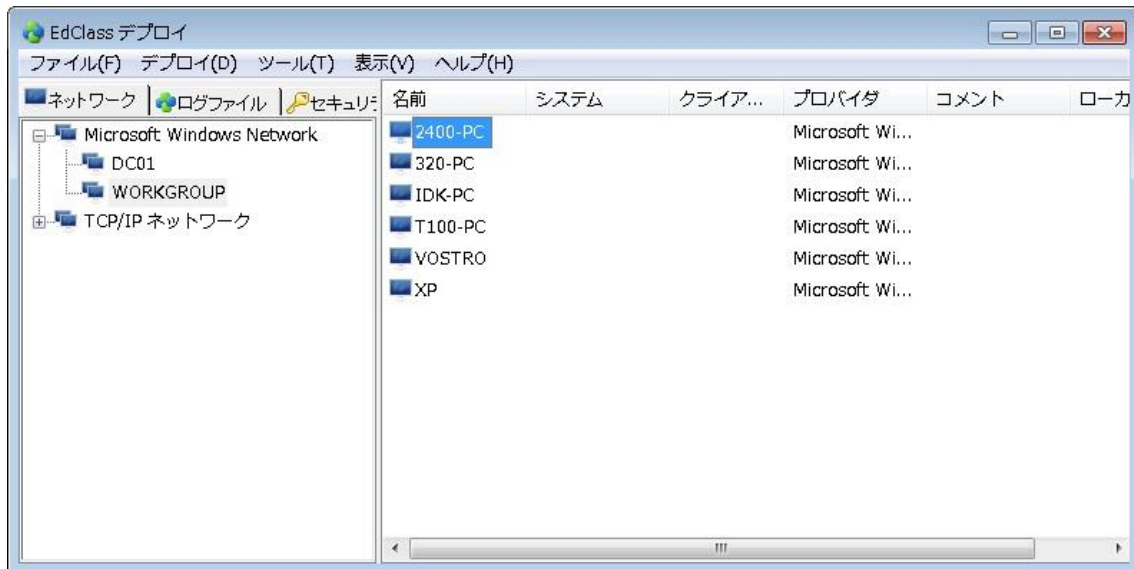 EdClass デプロイ
ファイル(F) デプロイ(D) ツール(T) 表示(V) ヘルプ(H)
ネットワーク ログファイル セキュリ
Microsoft Windows Network
DC01
WORKGROUP
TCP/IP ネットワーク
名前 システム クライア... プロバイダ コメント ローカ
2400-PC Microsoft Wi...
320-PC Microsoft Wi...
IDK-PC Microsoft Wi...
T100-PC Microsoft Wi...
VOSTRO Microsoft Wi...
XP Microsoft Wi...